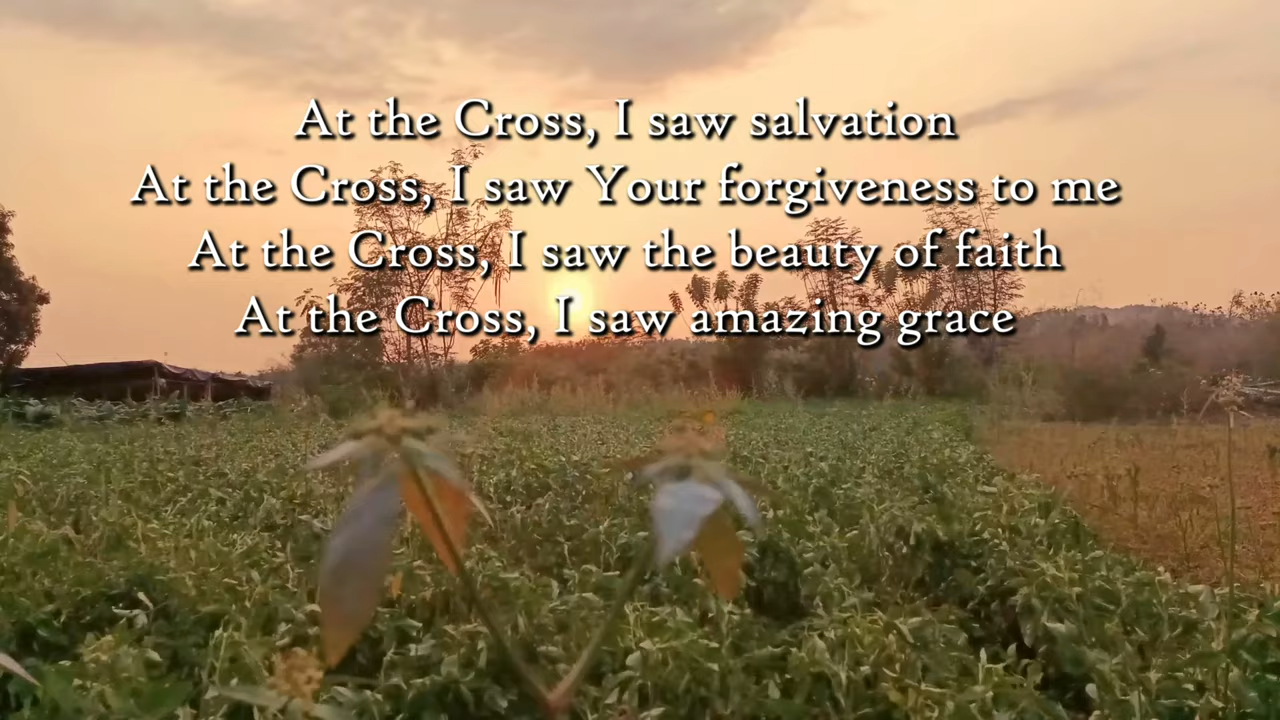 At the Cross, I saw salvation
At the Cross, I saw Your forgiveness to me
At the Cross, I saw the beauty of faith
At the Cross, I saw amazing grace